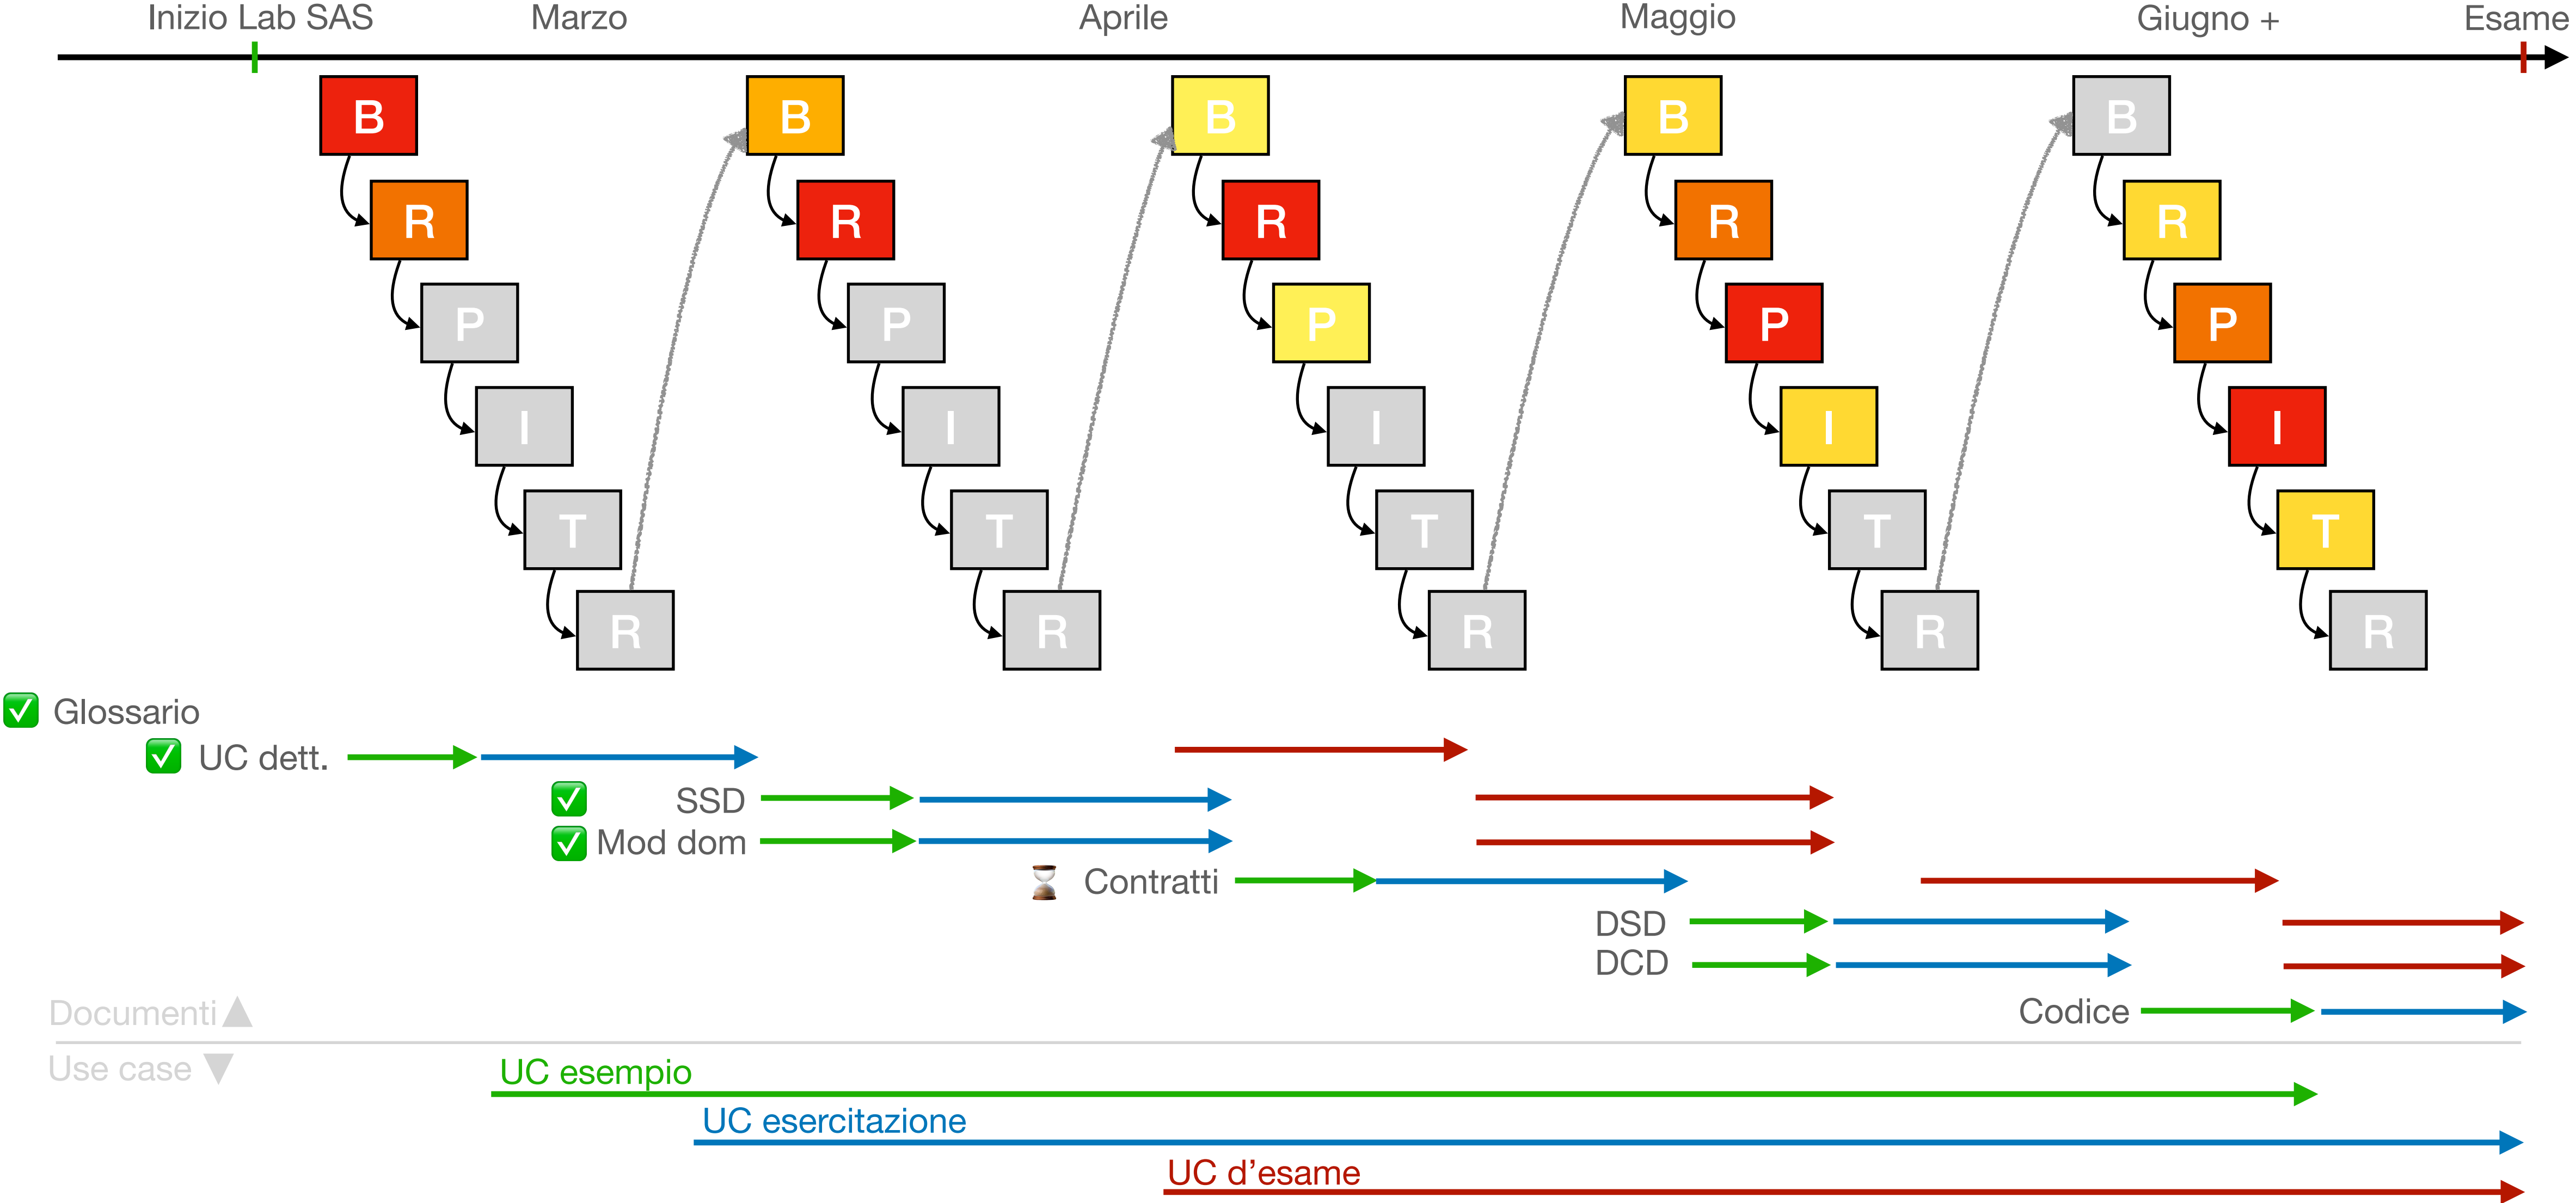 Inizio Lab SAS Marzo Aprile Maggio Giugno + Esame
B B B B B
R R R R R
P P P P P
I I I I I
T T T T T
R R R R R
Glossario
UC dett.
SSD
Mod dom
Contratti
DSD
DCD
Codice
Documenti
Use case
UC esempio
UC esercitazione
UC d’esame